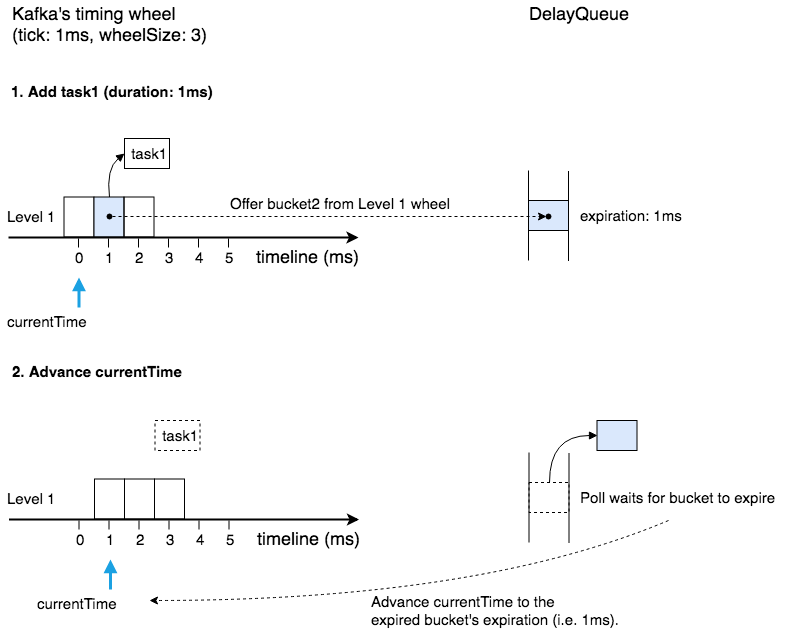 Kafka's timing wheel
(tick: 1ms, wheelSize: 3)
DelayQueue
1. Add task1 (duration: 1ms)
task1
Level 1
Offer bucket2 from Level 1 wheel
expiration: 1ms
0 1 2 3 4 5 timeline (ms)
currentTime
2. Advance currentTime
task1
Level 1
Poll waits for bucket to expire
0 1 2 3 4 5 timeline (ms)
currentTime
Advance currentTime to the
expired bucket's expiration (i.e. 1ms).